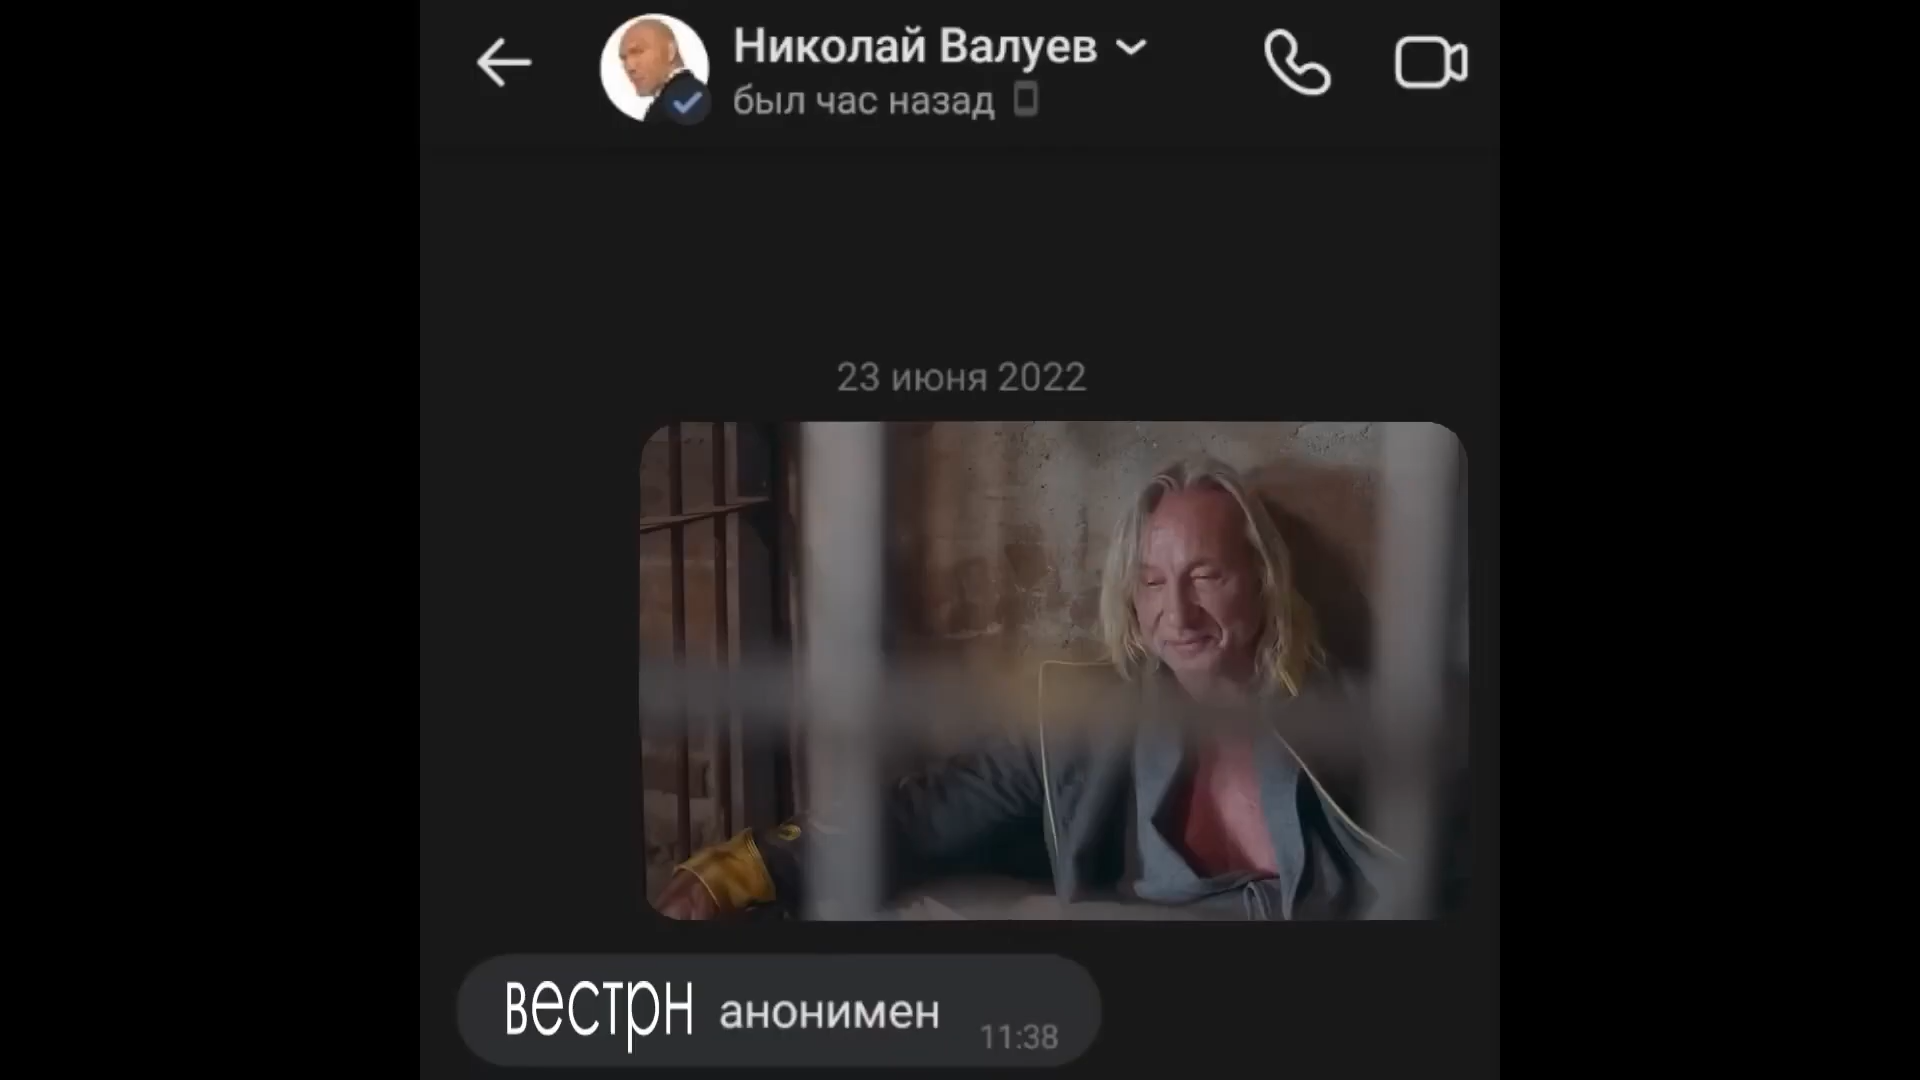 Николай Валуев
был час назад
23 июня 2022
вестрн анонимен
11:38